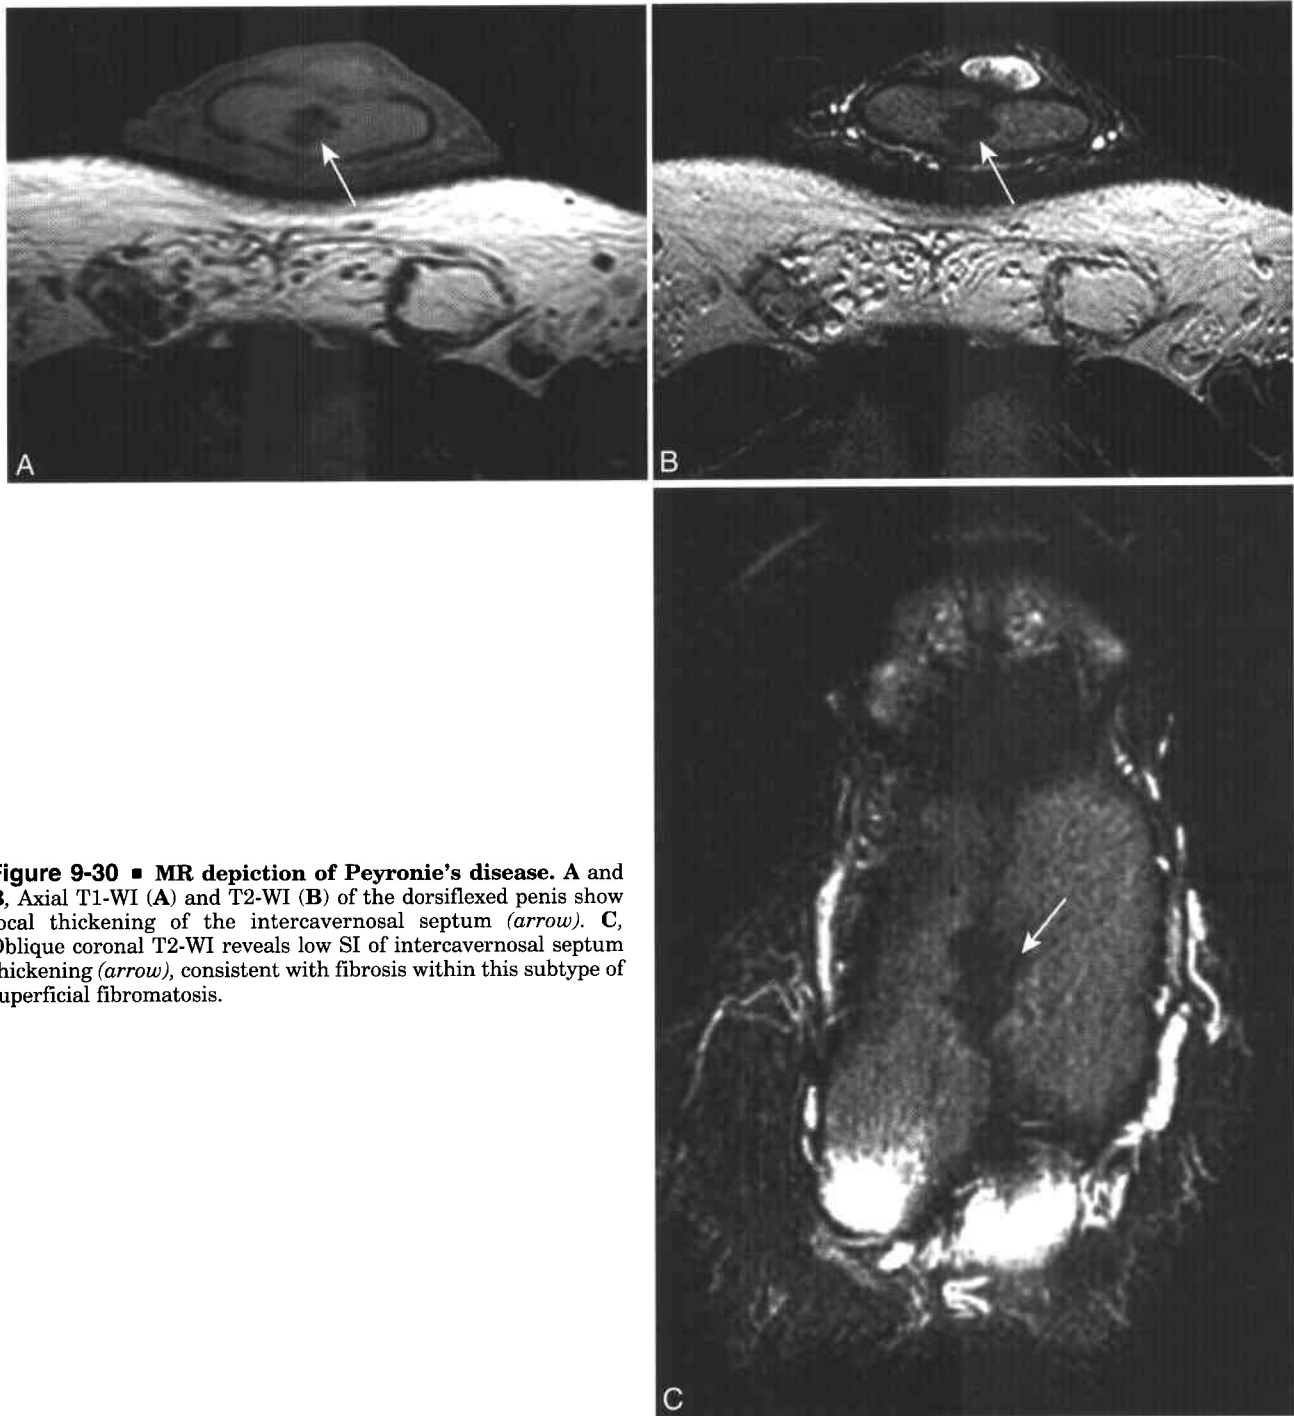 A
B
C
Figure 9-30 ■ MR depiction of Peyronie's disease. A and
B, Axial T1-WI (A) and T2-WI (B) of the dorsiflexed penis show
ocal thickening of the intercavernosal septum (arrow). C,
Oblique coronal T2-WI reveals low SI of intercavernosal septum
hickening (arrow), consistent with fibrosis within this subtype of
uperficial fibromatosis.